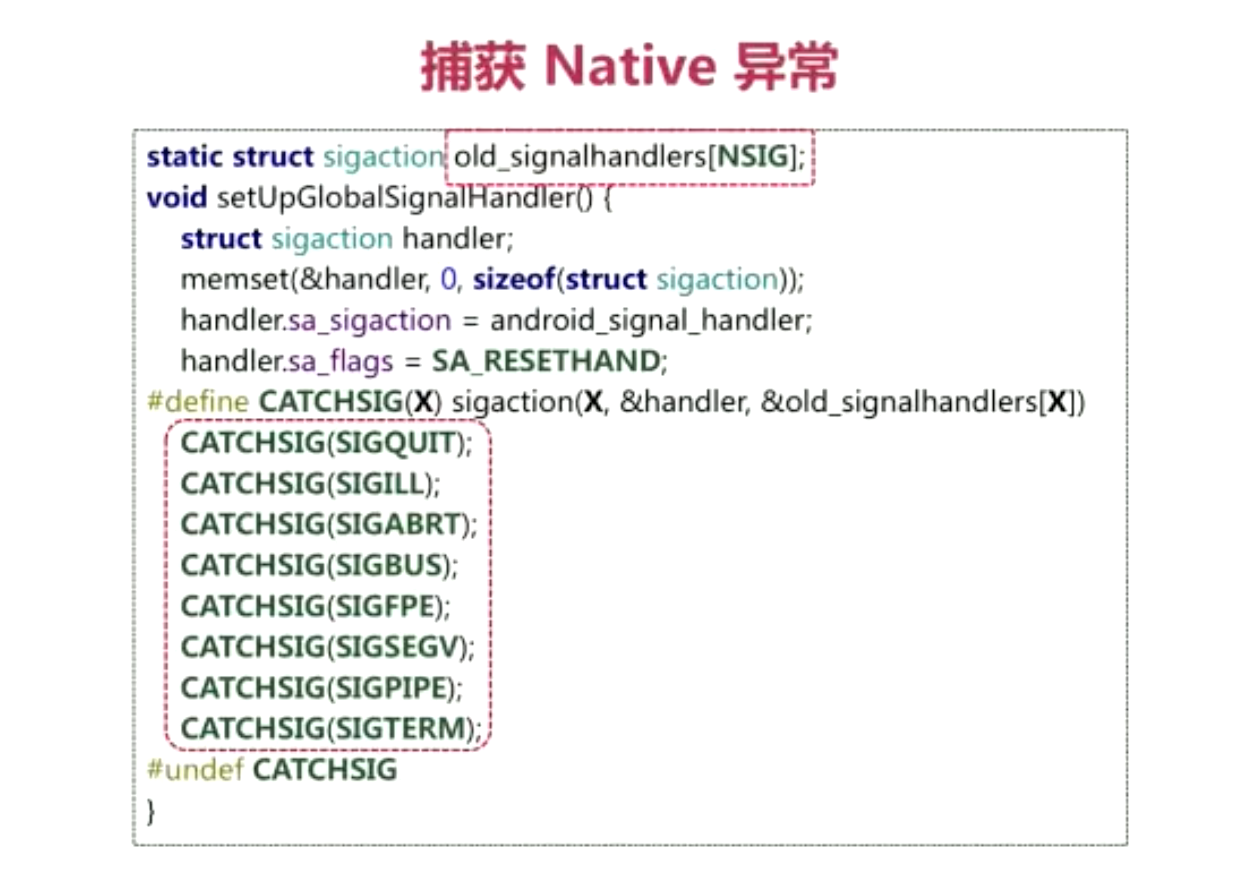 捕获 Native 异常
static struct sigaction old_signalhandlers[NSIG];
void setUpGlobalSignalHandler() {
struct sigaction handler;
memset(&handler, 0, sizeof(struct sigaction));
handler.sa_sigaction = android_signal_handler;
handler.sa_flags = SA_RESETHAND;
#define CATCHSIG(X) sigaction(X, &handler, &old_signalhandlers[X])
CATCHSIG(SIGQUIT);
CATCHSIG(SIGILL);
CATCHSIG(SIGABRT);
CATCHSIG(SIGBUS);
CATCHSIG(SIGFPE);
CATCHSIG(SIGSEGV);
CATCHSIG(SIGPIPE);
CATCHSIG(SIGTERM);
#undef CATCHSIG
}